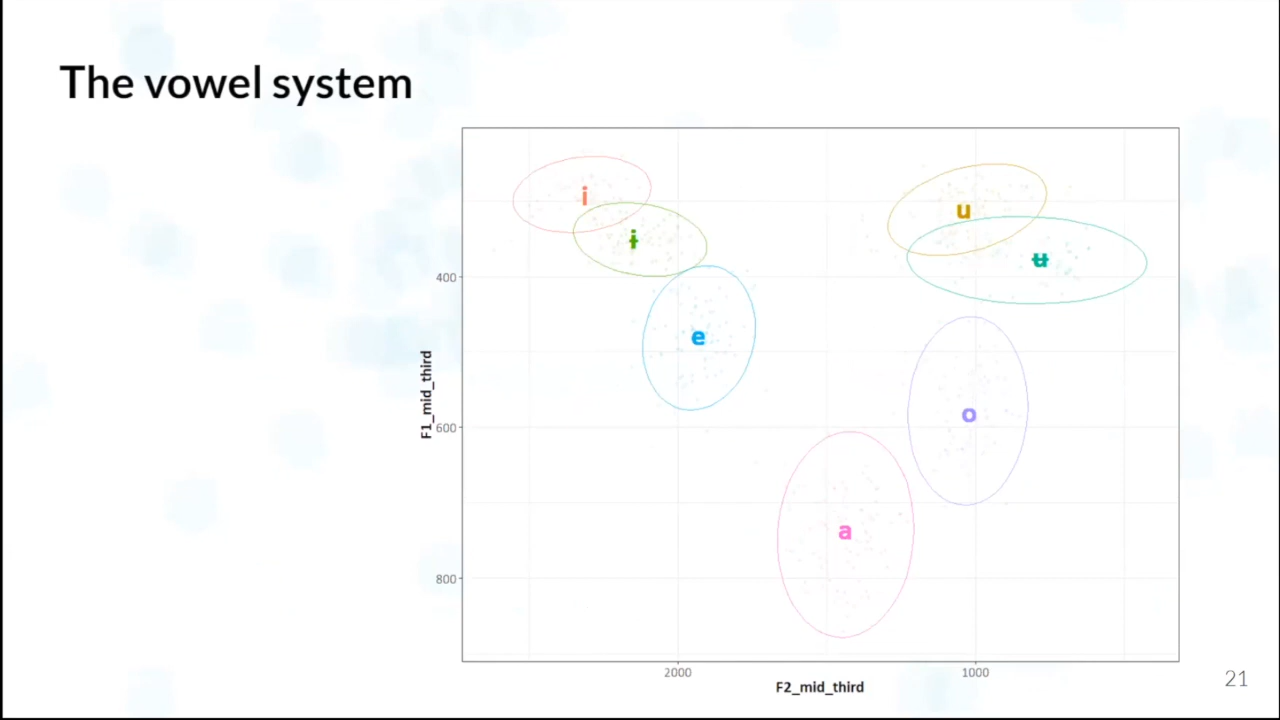 The vowel system
i
ɨ
u
ʉ
e
o
a
400
600
800
F1_mid_third
2000
1000
F2_mid_third
21